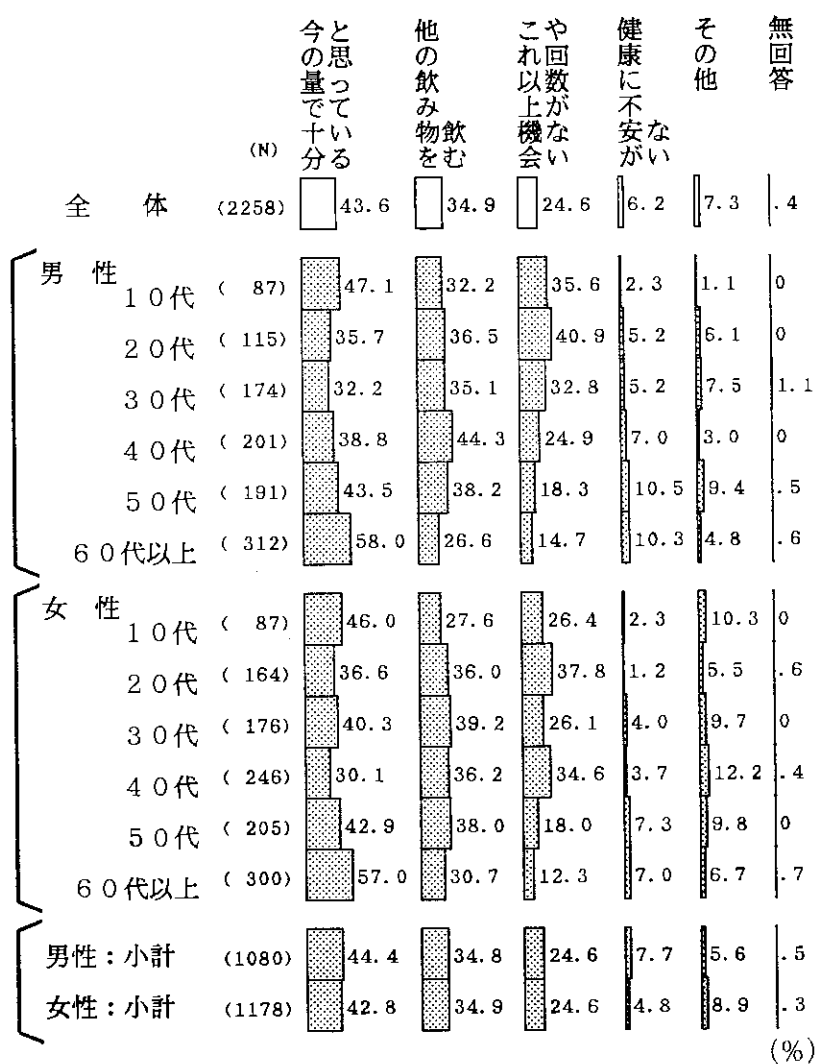 (N)
今の量で十分
と思っている
他の飲み物を
飲む
これ以上機会
や回数がない
健康に不安が
ない
その他
無回答
全 体 (2258) 43.6 34.9 24.6 6.2 7.3 .4
男 性
10代 ( 87) 47.1 32.2 35.6 2.3 1.1 0
20代 ( 115) 35.7 36.5 40.9 5.2 6.1 0
30代 ( 174) 32.2 35.1 32.8 5.2 7.5 1.1
40代 ( 201) 38.8 44.3 24.9 7.0 3.0 0
50代 ( 191) 43.5 38.2 18.3 10.5 9.4 .5
60代以上 ( 312) 58.0 26.6 14.7 10.3 4.8 .6
女 性
10代 ( 87) 46.0 27.6 26.4 2.3 10.3 0
20代 ( 164) 36.6 36.0 37.8 1.2 5.5 .6
30代 ( 176) 40.3 39.2 26.1 4.0 9.7 0
40代 ( 246) 30.1 36.2 34.6 3.7 12.2 .4
50代 ( 205) 42.9 38.0 18.0 7.3 9.8 0
60代以上 ( 300) 57.0 30.7 12.3 7.0 6.7 .7
男性：小計 (1080) 44.4 34.8 24.6 7.7 5.6 .5
女性：小計 (1178) 42.8 34.9 24.6 4.8 8.9 .3
(%)